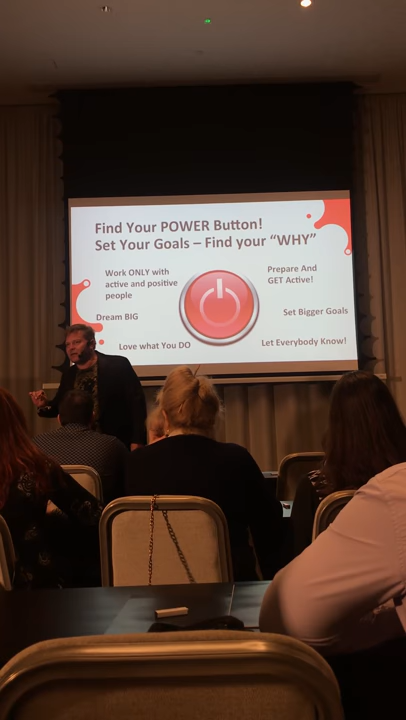 Find Your POWER Button!
Set Your Goals – Find your “WHY”
Work ONLY with
active and positive
people
Dream BIG
Love what You DO
Prepare And
GET Active!
Set Bigger Goals
Let Everybody Know!